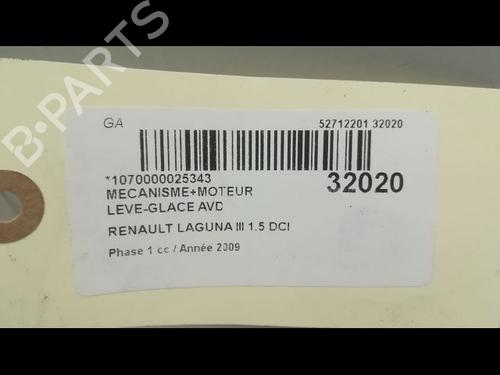 GA
52712201 32020
*1070000025343
32020
MECANISME+MOTEUR
LEVE-GLACE AVD
RENAULT LAGUNA III 1.5 DCI
Phase 1 cc / Année 2009
B-PARTS